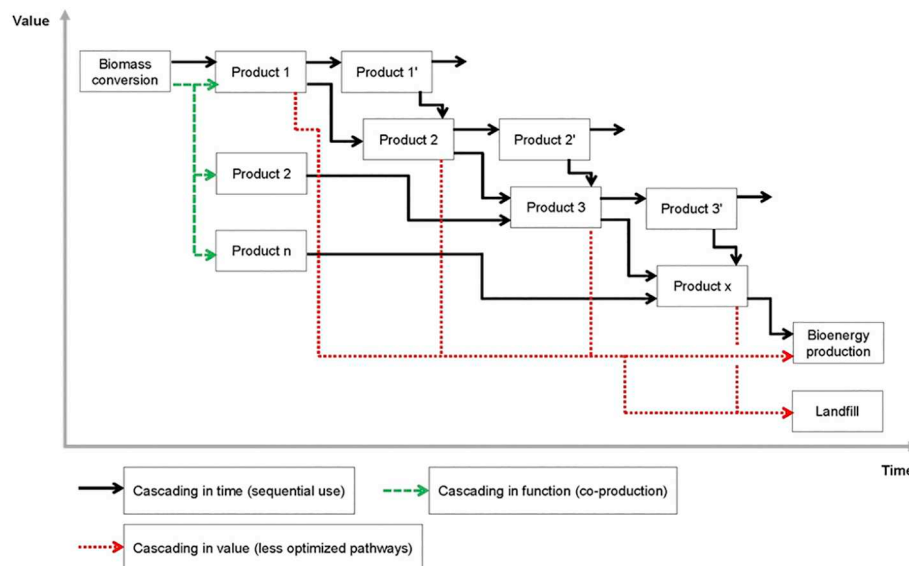 Value
Biomass
conversion
Product 1
Product 1'
Product 2
Product 2'
Product 2
Product 3
Product 3'
Product n
Product x
Bioenergy
production
Landfill
Time
Cascading in time (sequential use)
Cascading in function (co-production)
Cascading in value (less optimized pathways)